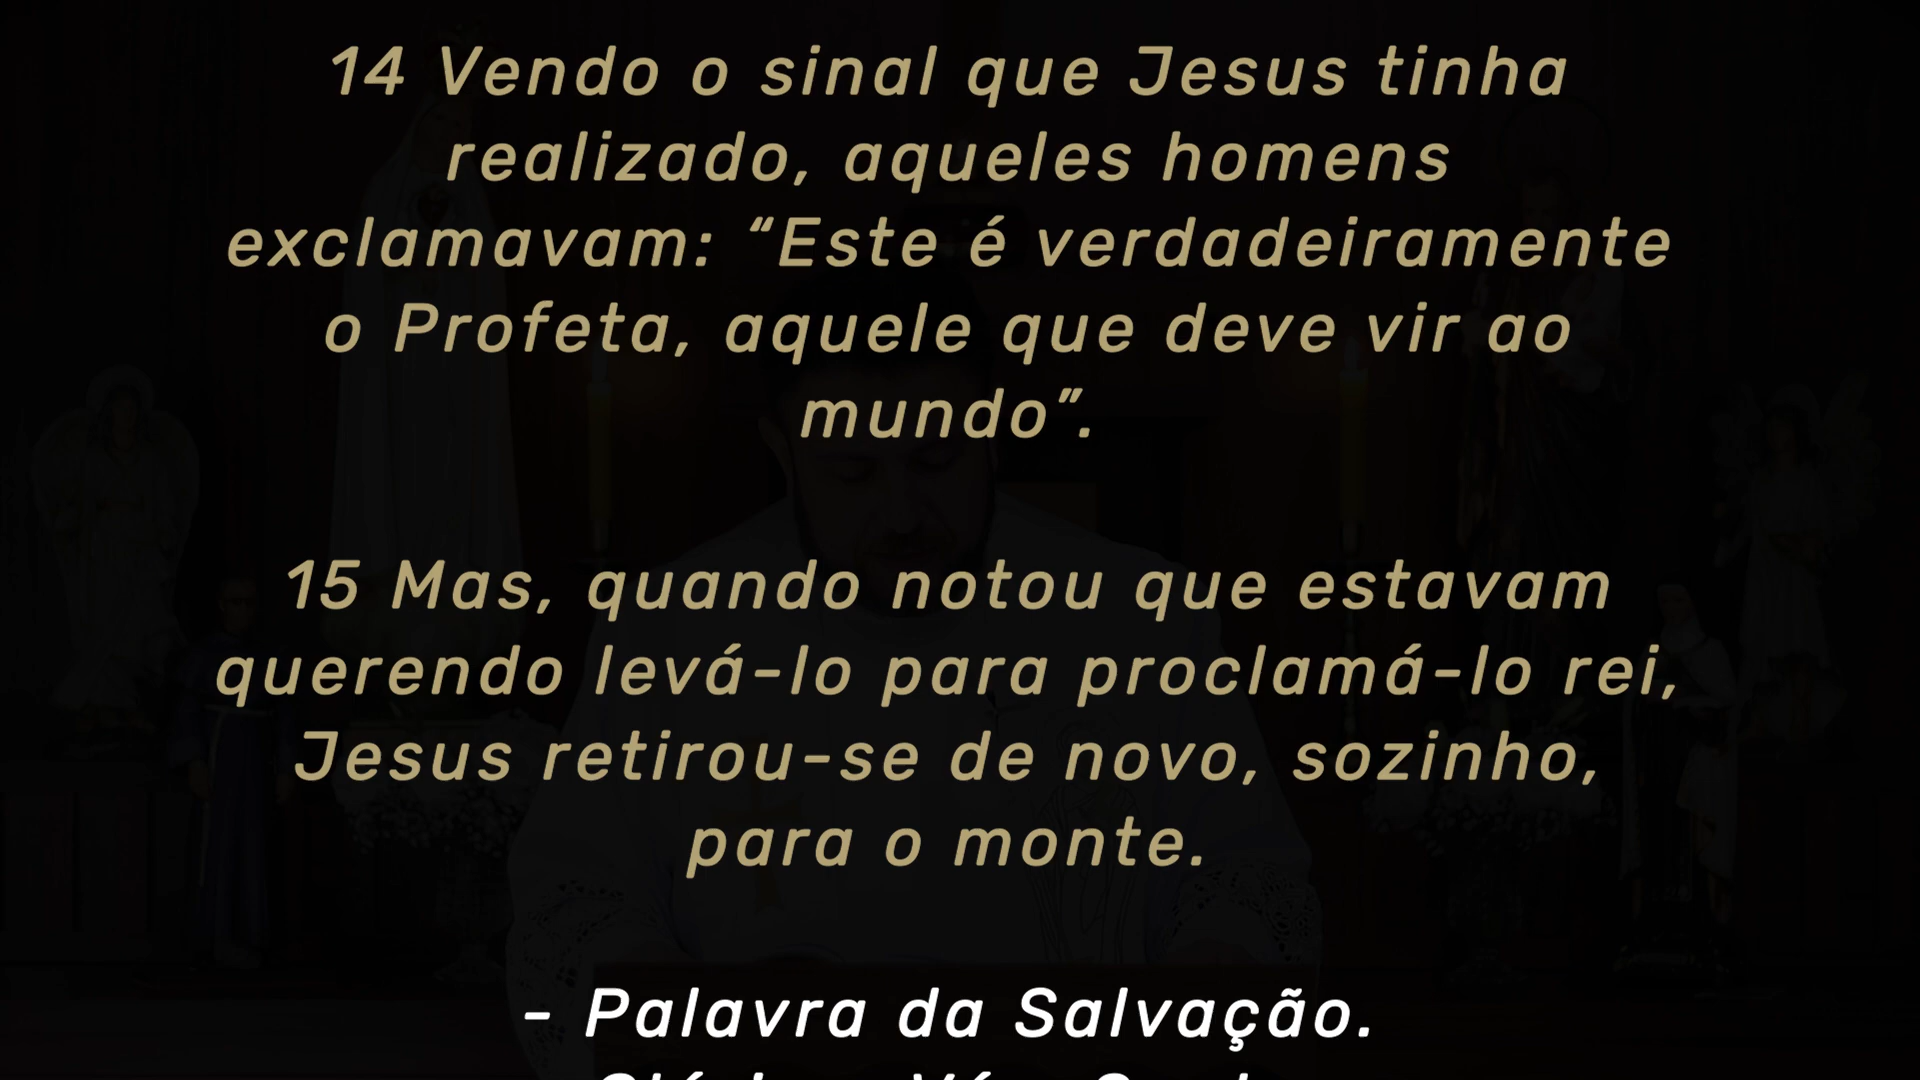 14 Vendo o sinal que Jesus tinha
realizado, aqueles homens
exclamavam: “Este é verdadeiramente
o Profeta, aquele que deve vir ao
mundo”.
15 Mas, quando notou que estavam
querendo levá-lo para proclamá-lo rei,
Jesus retirou-se de novo, sozinho,
para o monte.
- Palavra da Salvação.